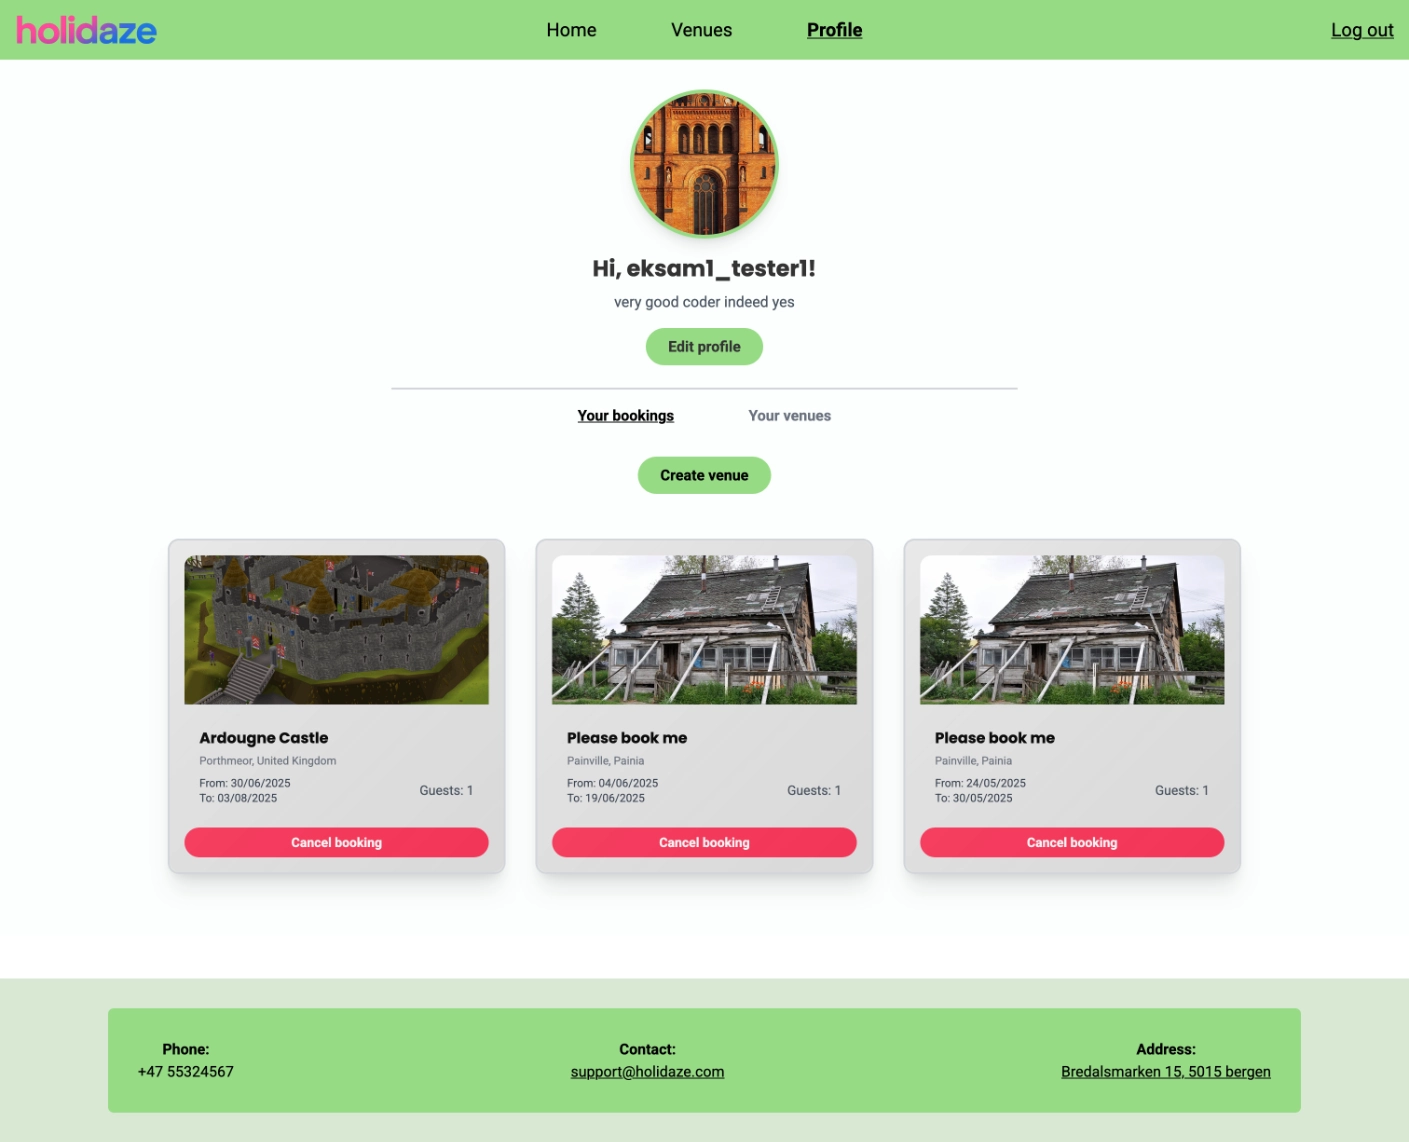 holidaze
Home
Venues
Profile
Log out
Hi, eksam1_tester1!
very good coder indeed yes
Edit profile
Your bookings
Your venues
Create venue
Ardougne Castle
Porthmeor, United Kingdom
From: 30/06/2025
To: 03/08/2025
Guests: 1
Cancel booking
Please book me
Painville, Painia
From: 04/06/2025
To: 19/06/2025
Guests: 1
Cancel booking
Please book me
Painville, Painia
From: 24/05/2025
To: 30/05/2025
Guests: 1
Cancel booking
Phone:
+47 55324567
Contact:
support@holidaze.com
Address:
Bredalsmarken 15, 5015 bergen